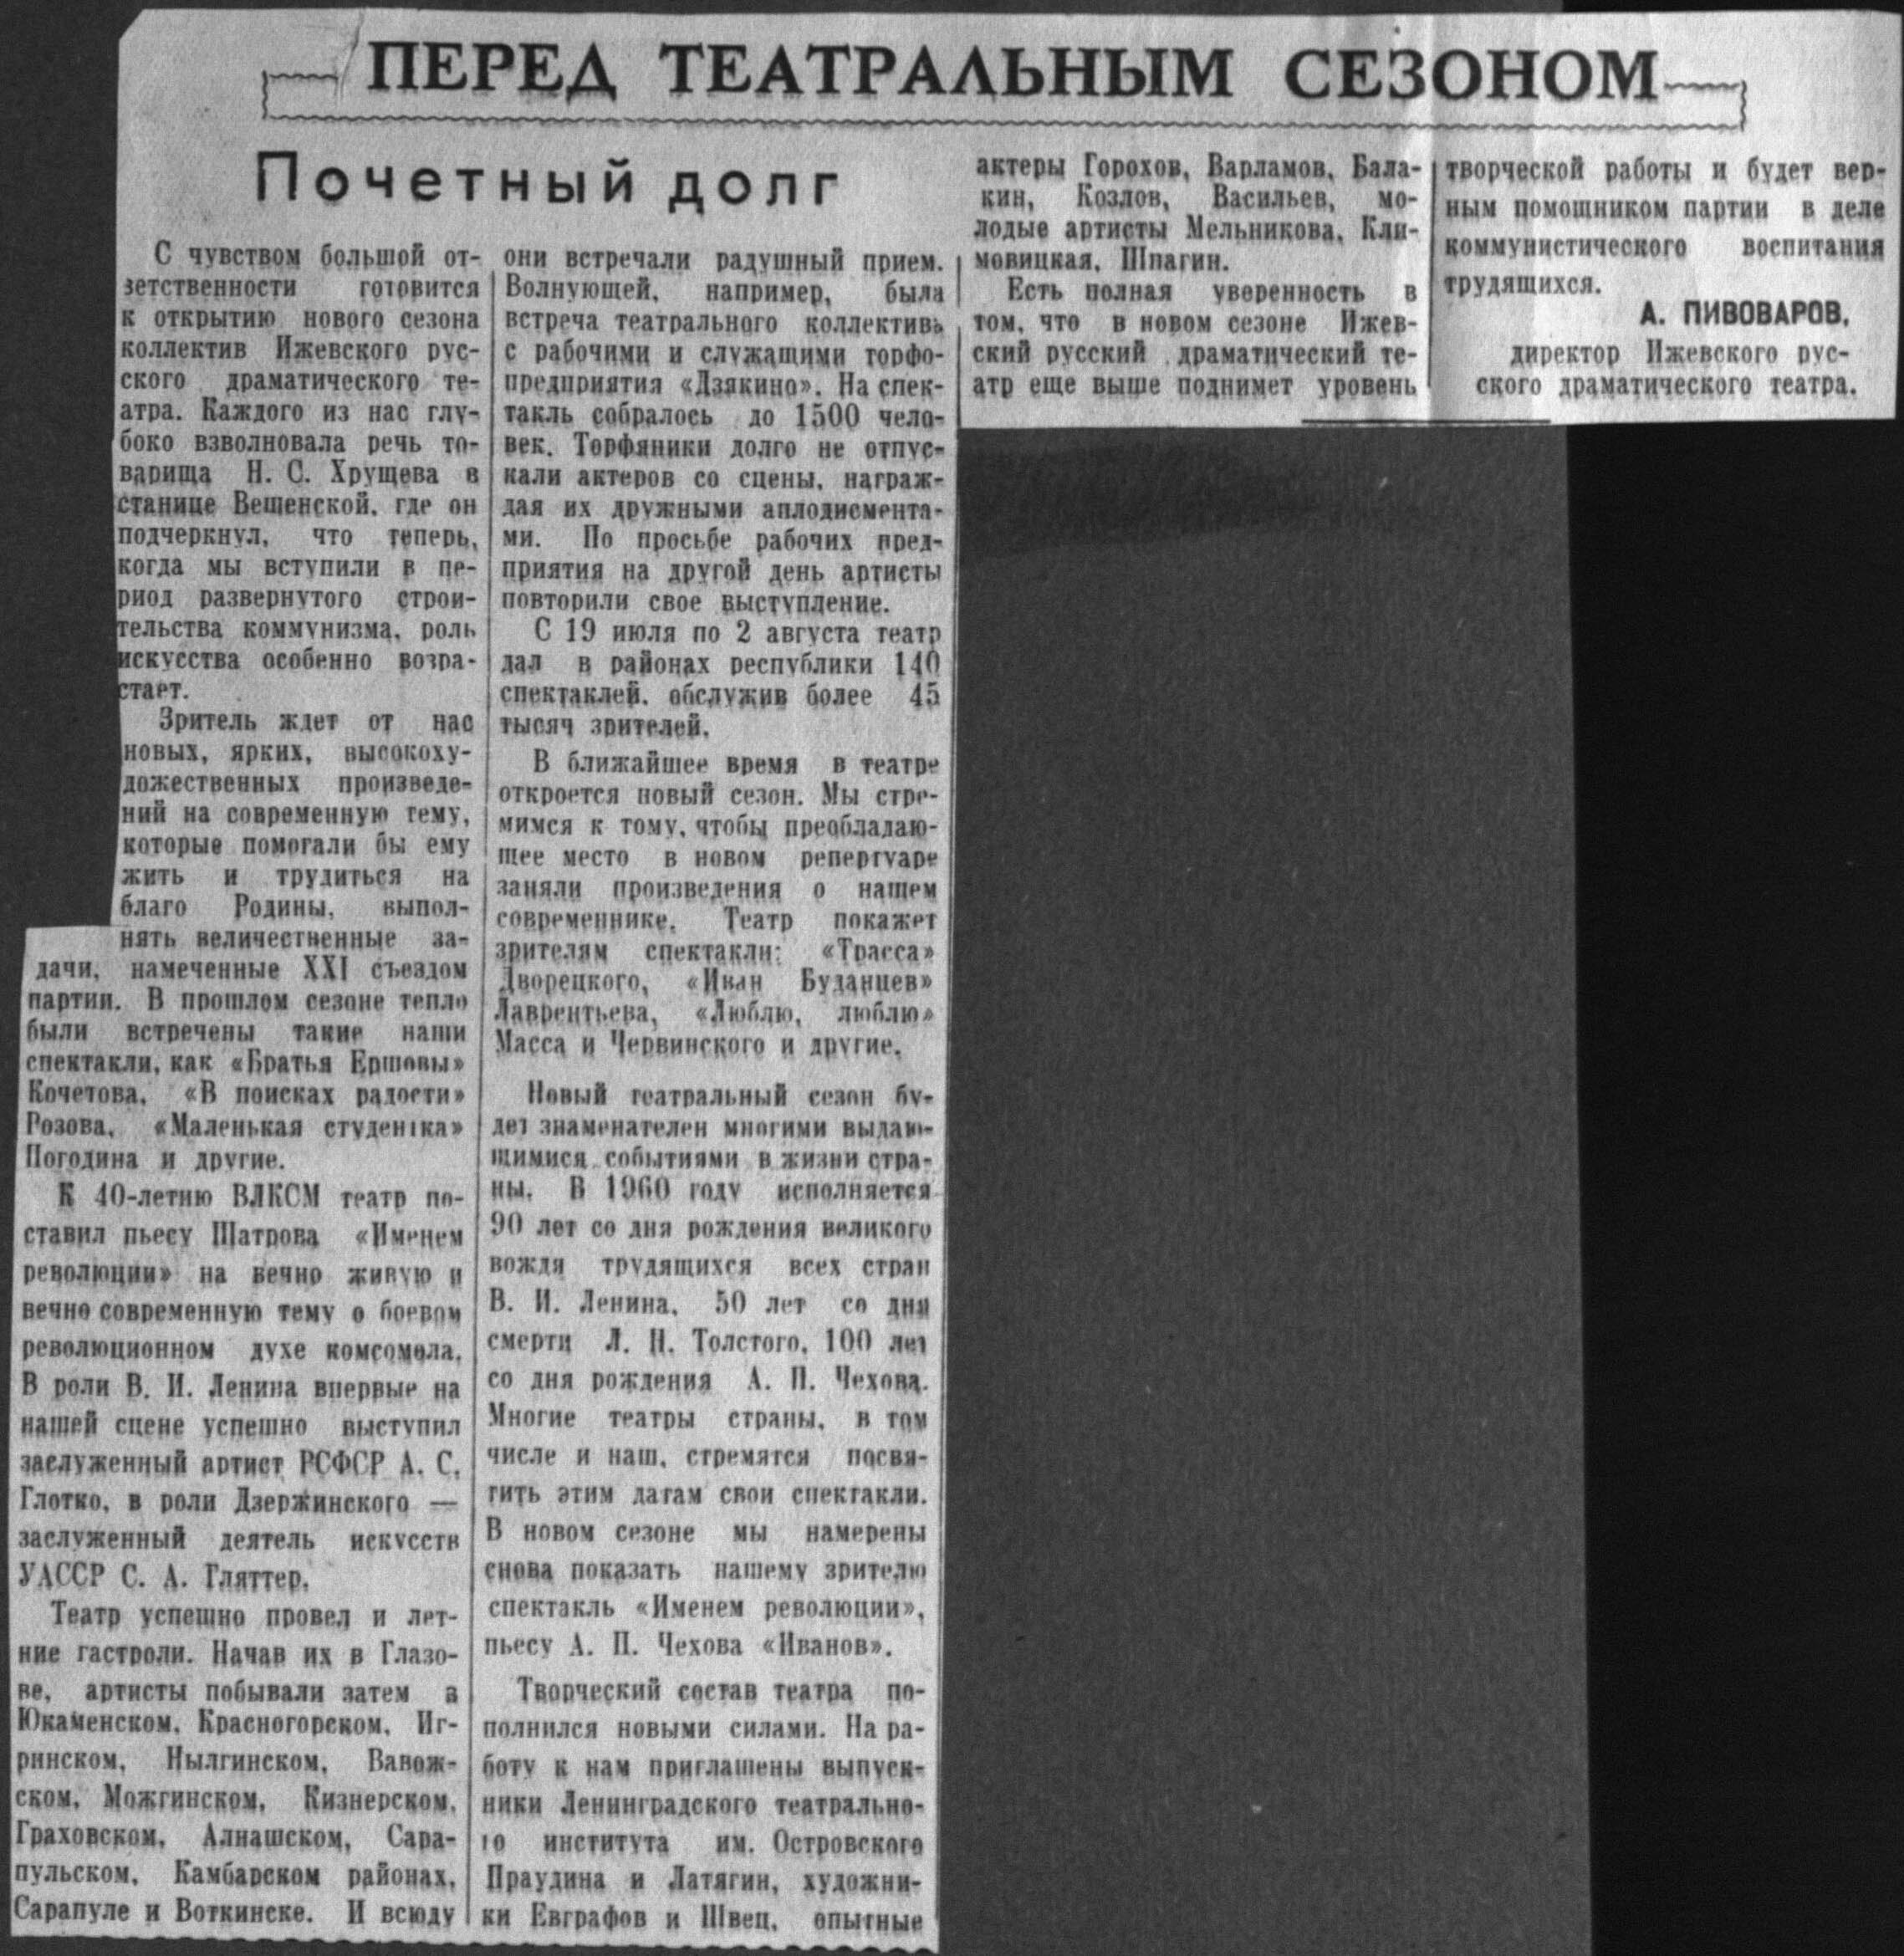 ПЕРЕД ТЕАТРАЛЬНЫМ СЕЗОНОМ
Почетный долг
С чувством большой от-
ветственности готовится
к открытию нового сезона
коллектив Ижевского рус-
ского драматического те-
атра. Каждого из нас глу-
боко взволновала речь то-
варища Н. С. Хрущева в
станице Вешенской, где он
подчеркнул, что теперь,
когда мы вступили в пе-
риод развернутого строи-
тельства коммунизма, роль
искусства особенно возра-
стает.
Зритель ждет от нас
новых, ярких, высокоху-
дожественных произведе-
ний на современную тему,
которые помогали бы ему
жить и трудиться на
благо Родины, выпол-
нять величественные за-
дачи, намеченные XXI съездом
партии. В прошлом сезоне тепло
были встречены такие наши
спектакли, как «Братья Ершовы»
Кочетова, «В поисках радости»
Розова, «Маленькая студентка»
Погодина и другие.
К 40-летию ВЛКСМ театр по-
ставил пьесу Шатрова «Именем
революции» на вечно живую и
вечно современную тему о боевом
революционном духе комсомола.
В роли В. И. Ленина впервые на
нашей сцене успешно выступил
заслуженный артист РСФСР А. С.
Глотко, в роли Дзержинского —
заслуженный деятель искусств
УАССР С. А. Гляттер.
Театр успешно провел и лет-
ние гастроли. Начав их в Глазо-
ве, артисты побывали затем в
Юкаменском, Красногорском, Иг-
ринском, Нылгинском, Вавож-
ском, Можгинском, Кизнерском,
Граховском, Алнашском, Сара-
пульском, Камбарском районах,
Сарапуле и Воткинске. И всюду
они встречали радушный прием.
Волнующей, например, была
встреча театрального коллектива
с рабочими и служащими торфо-
предприятия «Дзякино». На спек-
такль собралось до 1500 чело-
век. Торфяники долго не отпус-
кали актеров со сцены, награж-
дая их дружными аплодисмента-
ми. По просьбе рабочих пред-
приятия на другой день артисты
повторили свое выступление.
С 19 июля по 2 августа театр
дал в районах республики 140
спектаклей, обслужив более 45
тысяч зрителей.
В ближайшее время в театре
откроется новый сезон. Мы стре-
мимся к тому, чтобы преобладаю-
щее место в новом репертуаре
заняли произведения о нашем
современнике. Театр покажет
зрителям спектакли: «Трасса»
Дворецкого, «Иван Буданцев»
Лаврентьева, «Люблю, люблю»
Масса и Червинского и другие.
Новый театральный сезон бу-
дет знаменателен многими выдаю-
щимися событиями в жизни стра-
ны. В 1960 году исполняется
90 лет со дня рождения великого
вождя трудящихся всех стран
В. И. Ленина, 50 лет со дня
смерти Л. Н. Толстого, 100 лет
со дня рождения А. П. Чехова.
Многие театры страны, в том
числе и наш, стремятся посвя-
тить этим датам свои спектакли.
В новом сезоне мы намерены
снова показать нашему зрителю
спектакль «Именем революции»,
пьесу А. П. Чехова «Иванов».
Творческий состав театра по-
полнился новыми силами. На ра-
боту к нам приглашены выпуск-
ники Ленинградского театрально-
го института им. Островского
Праудина и Латягин, художни-
ки Евграфов и Швец, опытные
актеры Горохов, Варламов, Бала-
кин, Козлов, Васильев, мо-
лодые артисты Мельникова, Кли-
мовицкая, Шпагин.
Есть полная уверенность в
том, что в новом сезоне Ижев-
ский русский драматический те-
атр еще выше поднимет уровень
творческой работы и будет вер-
ным помощником партии в деле
коммунистического воспитания
трудящихся.
А. ПИВОВАРОВ,
директор Ижевского рус-
ского драматического театра.